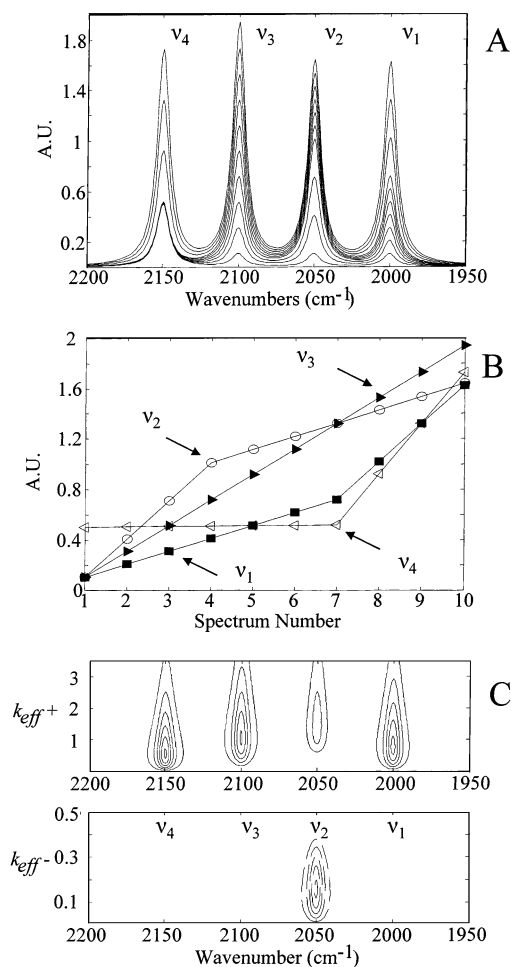 A
ν4 ν3 ν2 ν1
1.8
1.4
1
0.6
0.2
A.U.
2200 2150 2100 2050 2000 1950
Wavenumbers (cm-1)
B
2
1.6
1.2
0.8
0.4
0
A.U.
ν3
ν2
ν1
ν4
1 2 3 4 5 6 7 8 9 10
Spectrum Number
C
3
2
1
keff +
2200 2150 2100 2050 2000 1950
0.5
0.3
0.1
keff -
ν4 ν3 ν2 ν1
2200 2150 2100 2050 2000 1950
Wavenumber (cm-1)